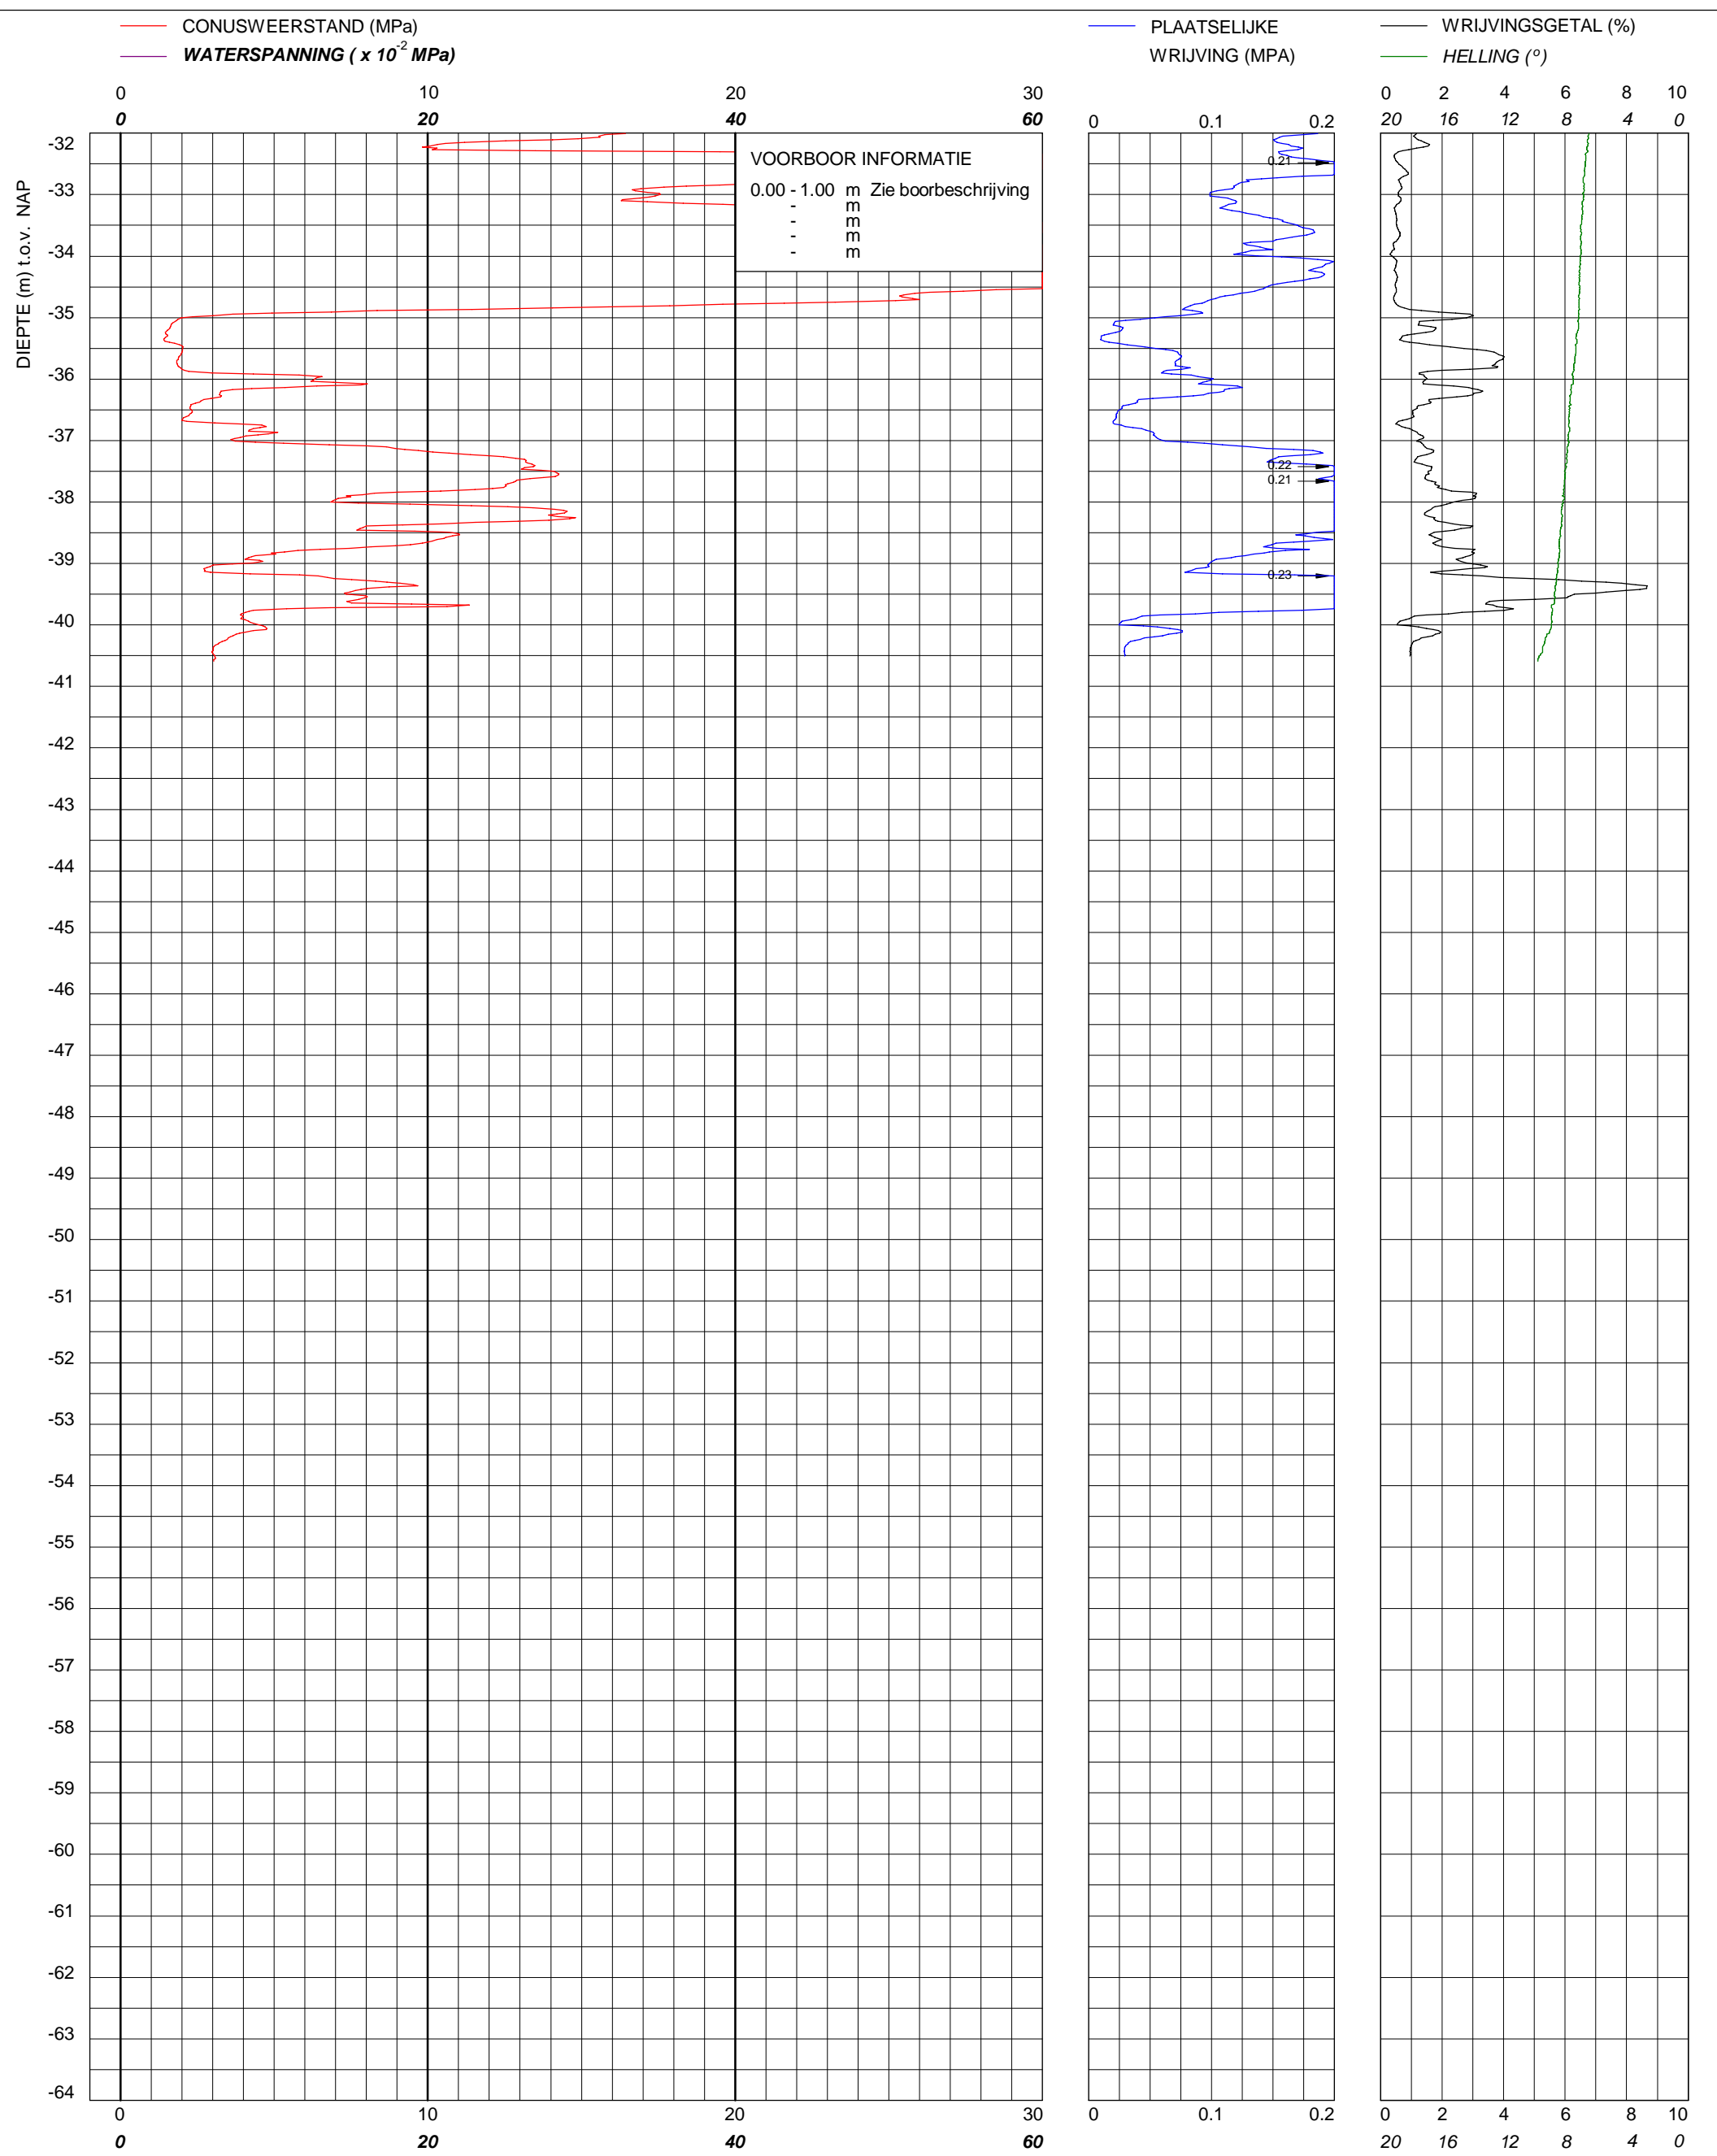 CONUSWEERSTAND (MPa)
WATERSPANNING ( x 10-2 MPa)
PLAATSELIJKE
WRIJVING (MPA)
WRIJVINGSGETAL (%)
HELLING (º)
0 10 20 30
0 20 40 60
0 0.1 0.2
0 2 4 6 8 10
20 16 12 8 4 0
DIEPTE (m) t.o.v. NAP
VOORBOOR INFORMATIE
0.00 - 1.00 m Zie boorbeschrijving
- m
- m
- m
- m
-32
-33
-34
-35
-36
-37
-38
-39
-40
-41
-42
-43
-44
-45
-46
-47
-48
-49
-50
-51
-52
-53
-54
-55
-56
-57
-58
-59
-60
-61
-62
-63
-64
0.21
0.22
0.21
0.23
0 10 20 30
0 20 40 60
0 0.1 0.2
0 2 4 6 8 10
20 16 12 8 4 0